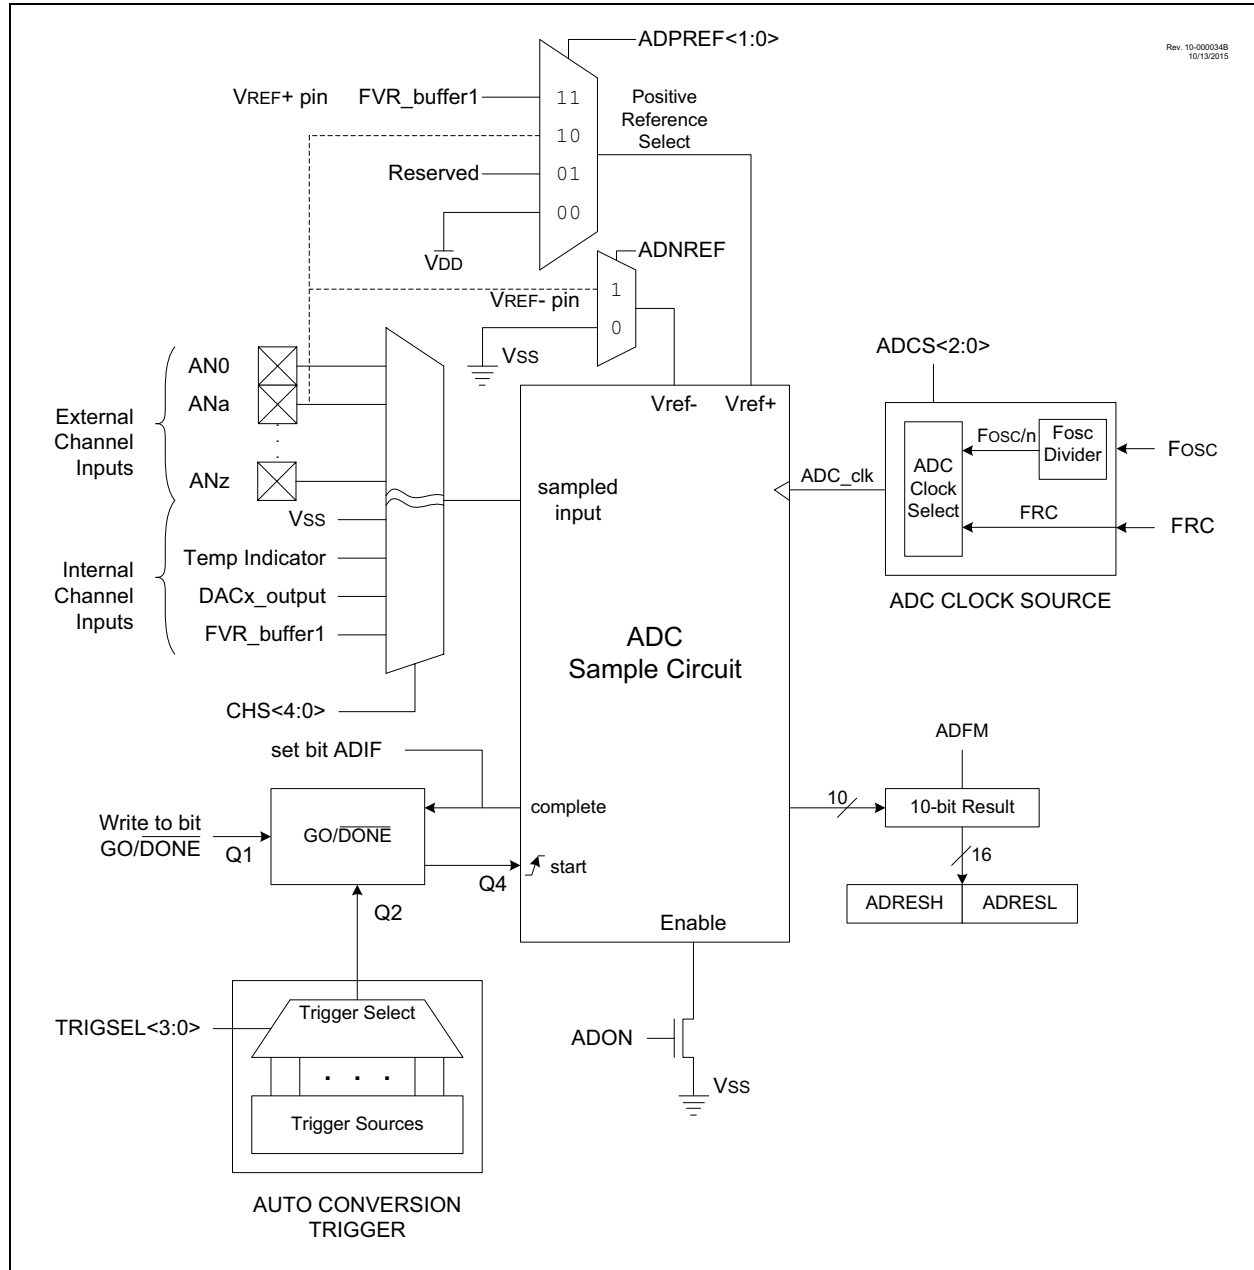 Rev. 10-000034B
10/13/2015
ADPREF<1:0>
VREF+ pin
FVR_buffer1
11
Positive
Reference
Select
10
Reserved
01
00
VDD
ADNREF
VREF- pin
1
0
VSS
External
Channel
Inputs
AN0
ANa
.
.
.
ANz
Internal
Channel
Inputs
VSS
Temp Indicator
DACx_output
FVR_buffer1
CHS<4:0>
Vref-
Vref+
sampled
input
ADC
Sample Circuit
ADCS<2:0>
ADC_clk
ADC
Clock
Select
FOSC/n
Fosc
Divider
FOSC
FRC
FRC
ADC CLOCK SOURCE
set bit ADIF
complete
Write to bit
GO/DONE
Q1
GO/DONE
Q4
start
Q2
Enable
ADFM
10
10-bit Result
16
ADRESH
ADRESL
TRIGSEL<3:0>
Trigger Select
. . .
Trigger Sources
AUTO CONVERSION
TRIGGER
ADON
VSS